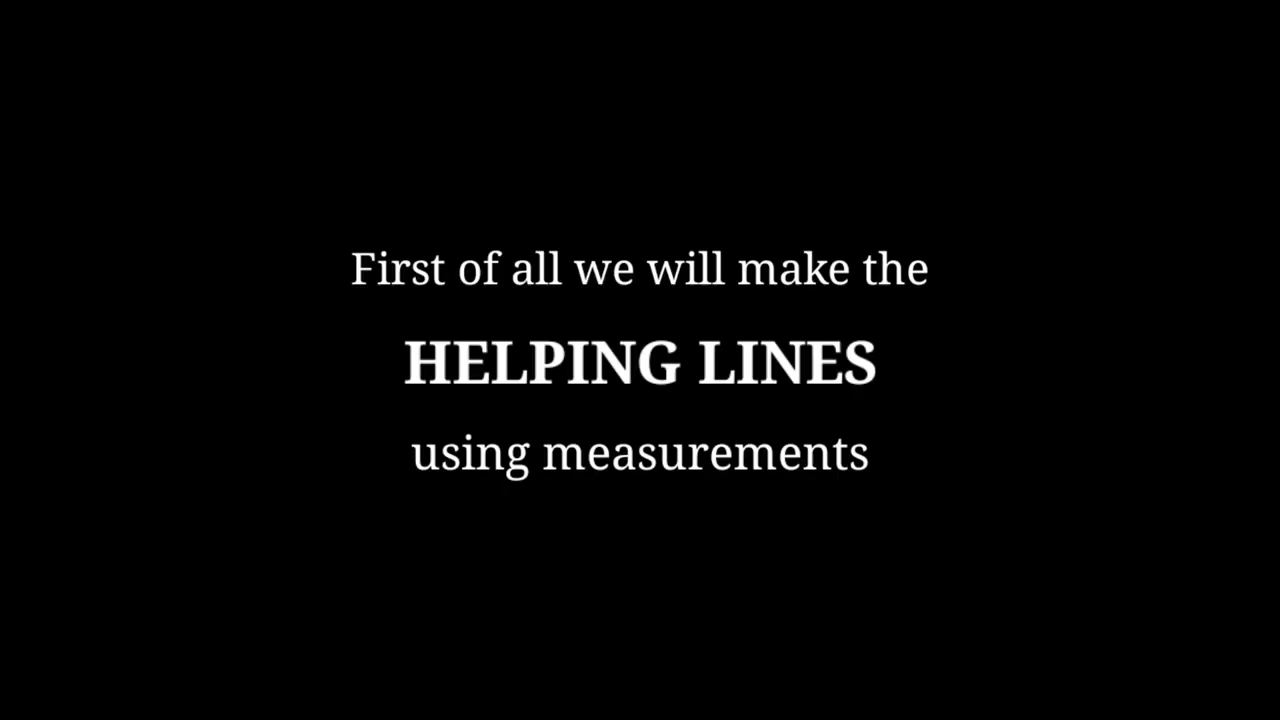 First of all we will make the
HELPING LINES
using measurements